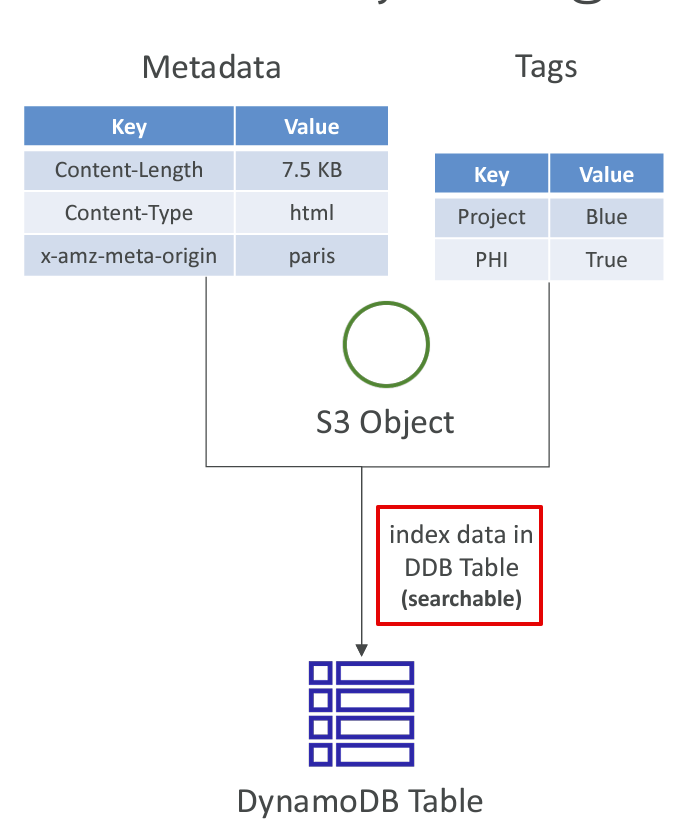 Metadata
Tags
Key Value
Content-Length 7.5 KB
Content-Type html
x-amz-meta-origin paris
Key Value
Project Blue
PHI True
S3 Object
index data in
DDB Table
(searchable)
DynamoDB Table